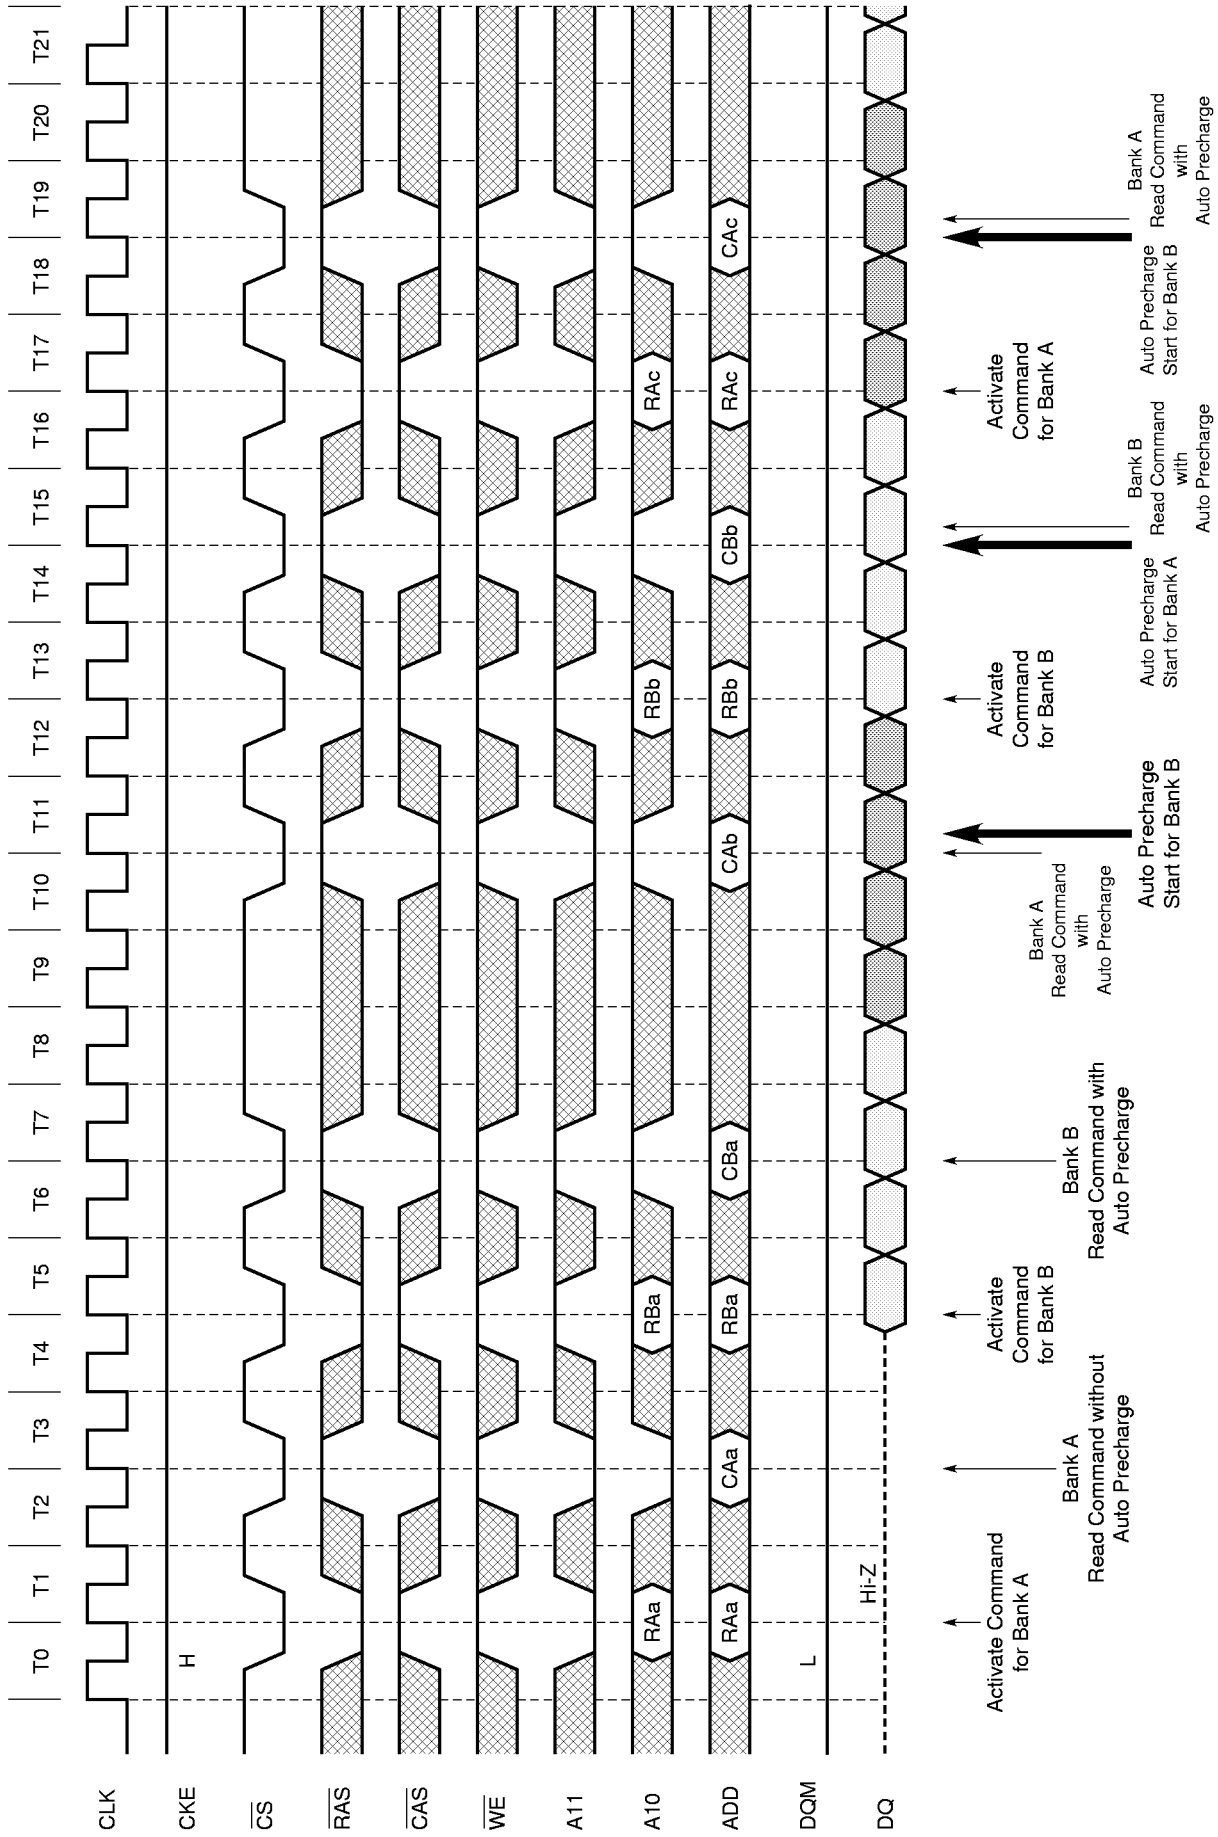 T0 T1 T2 T3 T4 T5 T6 T7 T8 T9 T10 T11 T12 T13 T14 T15 T16 T17 T18 T19 T20 T21
CLK
CKE H
CS
RAS
CAS
WE
A11
A10 RAa RBa RBb RAc
ADD RAa CAa RBa CBa CAb RBb CBb RAc CAc
DQM L
DQ Hi-Z
Activate Command
for Bank A
Bank A
Read Command without
Auto Precharge
Activate
Command
for Bank B
Bank B
Read Command with
Auto Precharge
Bank A
Read Command
with
Auto Precharge
Auto Precharge
Start for Bank B
Activate
Command
for Bank B
Auto Precharge
Start for Bank A
Bank B
Read Command
with
Auto Precharge
Activate
Command
for Bank A
Auto Precharge
Start for Bank B
Bank A
Read Command
with
Auto Precharge